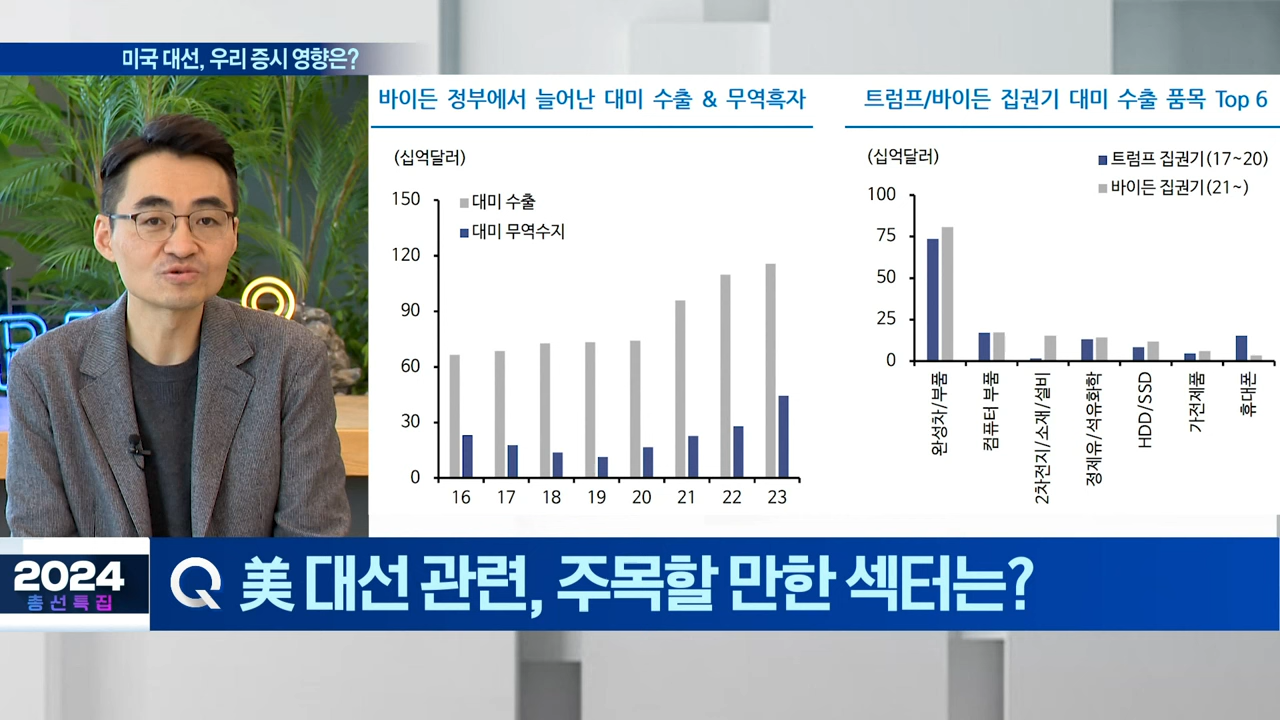 미국 대선, 우리 증시 영향은?
바이든 정부에서 늘어난 대미 수출 & 무역흑자
(십억달러)
대미 수출
대미 무역수지
150
120
90
60
30
0
16 17 18 19 20 21 22 23
트럼프/바이든 집권기 대미 수출 품목 Top 6
(십억달러)
트럼프 집권기(17~20)
바이든 집권기(21~)
100
75
50
25
0
완성차/부품
컴퓨터 부품
2차전지/소재/설비
정제유/석유화학
HDD/SSD
가전제품
휴대폰
2024
총선특집
Q 美 대선 관련, 주목할 만한 섹터는?